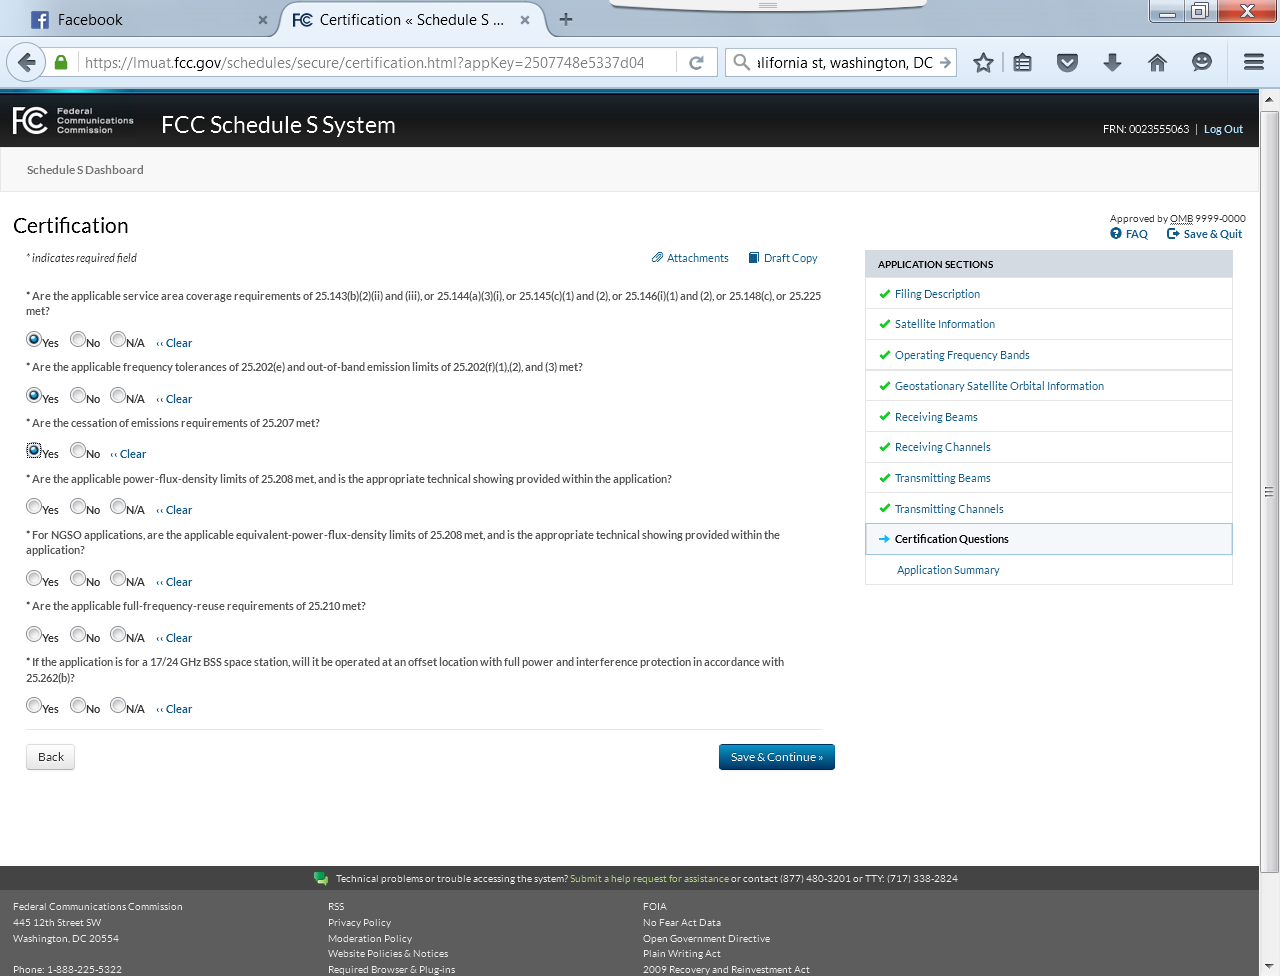 Facebook
Certification « Schedule S ...
https://lmuat.fcc.gov/schedules/secure/certification.html?appKey=2507748e5337d04
alifornia st, washington, DC
FCC Federal Communications Commission
FCC Schedule S System
FRN: 0023555063 | Log Out
Schedule S Dashboard
Certification
Approved by OMB 9999-0000
FAQ Save & Quit
* indicates required field
Attachments Draft Copy
* Are the applicable service area coverage requirements of 25.143(b)(2)(ii) and (iii), or 25.144(a)(3)(i), or 25.145(c)(1) and (2), or 25.146(i)(1) and (2), or 25.148(c), or 25.225
met?
Yes No N/A ‹‹ Clear
* Are the applicable frequency tolerances of 25.202(e) and out-of-band emission limits of 25.202(f)(1),(2), and (3) met?
Yes No N/A ‹‹ Clear
* Are the cessation of emissions requirements of 25.207 met?
Yes No ‹‹ Clear
* Are the applicable power-flux-density limits of 25.208 met, and is the appropriate technical showing provided within the application?
Yes No N/A ‹‹ Clear
* For NGSO applications, are the applicable equivalent-power-flux-density limits of 25.208 met, and is the appropriate technical showing provided within the
application?
Yes No N/A ‹‹ Clear
* Are the applicable full-frequency-reuse requirements of 25.210 met?
Yes No N/A ‹‹ Clear
* If the application is for a 17/24 GHz BSS space station, will it be operated at an offset location with full power and interference protection in accordance with
25.262(b)?
Yes No N/A ‹‹ Clear
Back
Save & Continue »
APPLICATION SECTIONS
Filing Description
Satellite Information
Operating Frequency Bands
Geostationary Satellite Orbital Information
Receiving Beams
Receiving Channels
Transmitting Beams
Transmitting Channels
Certification Questions
Application Summary
Technical problems or trouble accessing the system? Submit a help request for assistance or contact (877) 480-3201 or TTY: (717) 338-2824
Federal Communications Commission
445 12th Street SW
Washington, DC 20554
Phone: 1-888-225-5322
RSS
Privacy Policy
Moderation Policy
Website Policies & Notices
Required Browser & Plug-ins
FOIA
No Fear Act Data
Open Government Directive
Plain Writing Act
2009 Recovery and Reinvestment Act